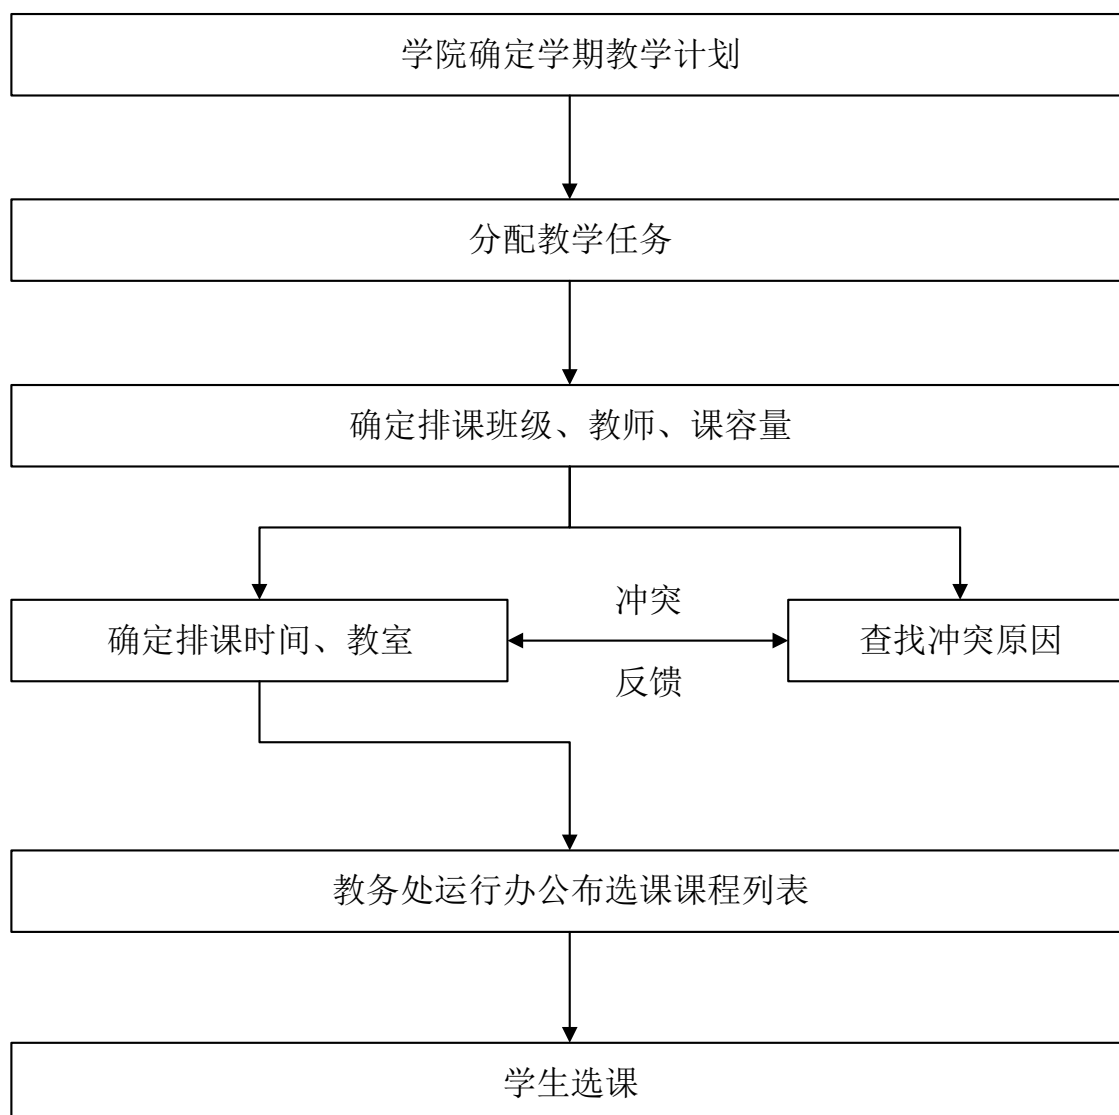 学院确定学期教学计划
分配教学任务
确定排课班级、教师、课容量
冲突
确定排课时间、教室
查找冲突原因
反馈
教务处运行办公布选课课程列表
学生选课